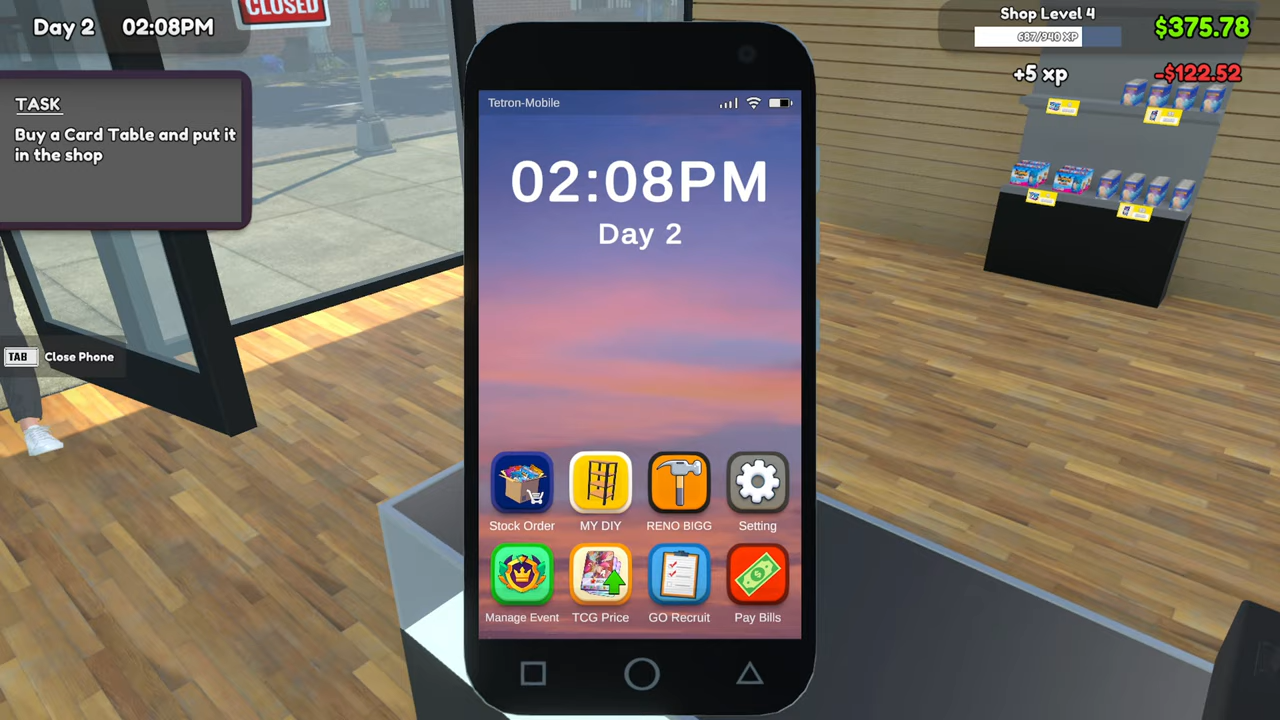 Day 2 02:08PM
CLOSED
Shop Level 4
687/940 XP
$375.78
+5 xp
-$122.52
TASK
Buy a Card Table and put it
in the shop
TAB Close Phone
Tetron-Mobile
02:08PM
Day 2
Stock Order
MY DIY
RENO BIGG
Setting
Manage Event
TCG Price
GO Recruit
Pay Bills